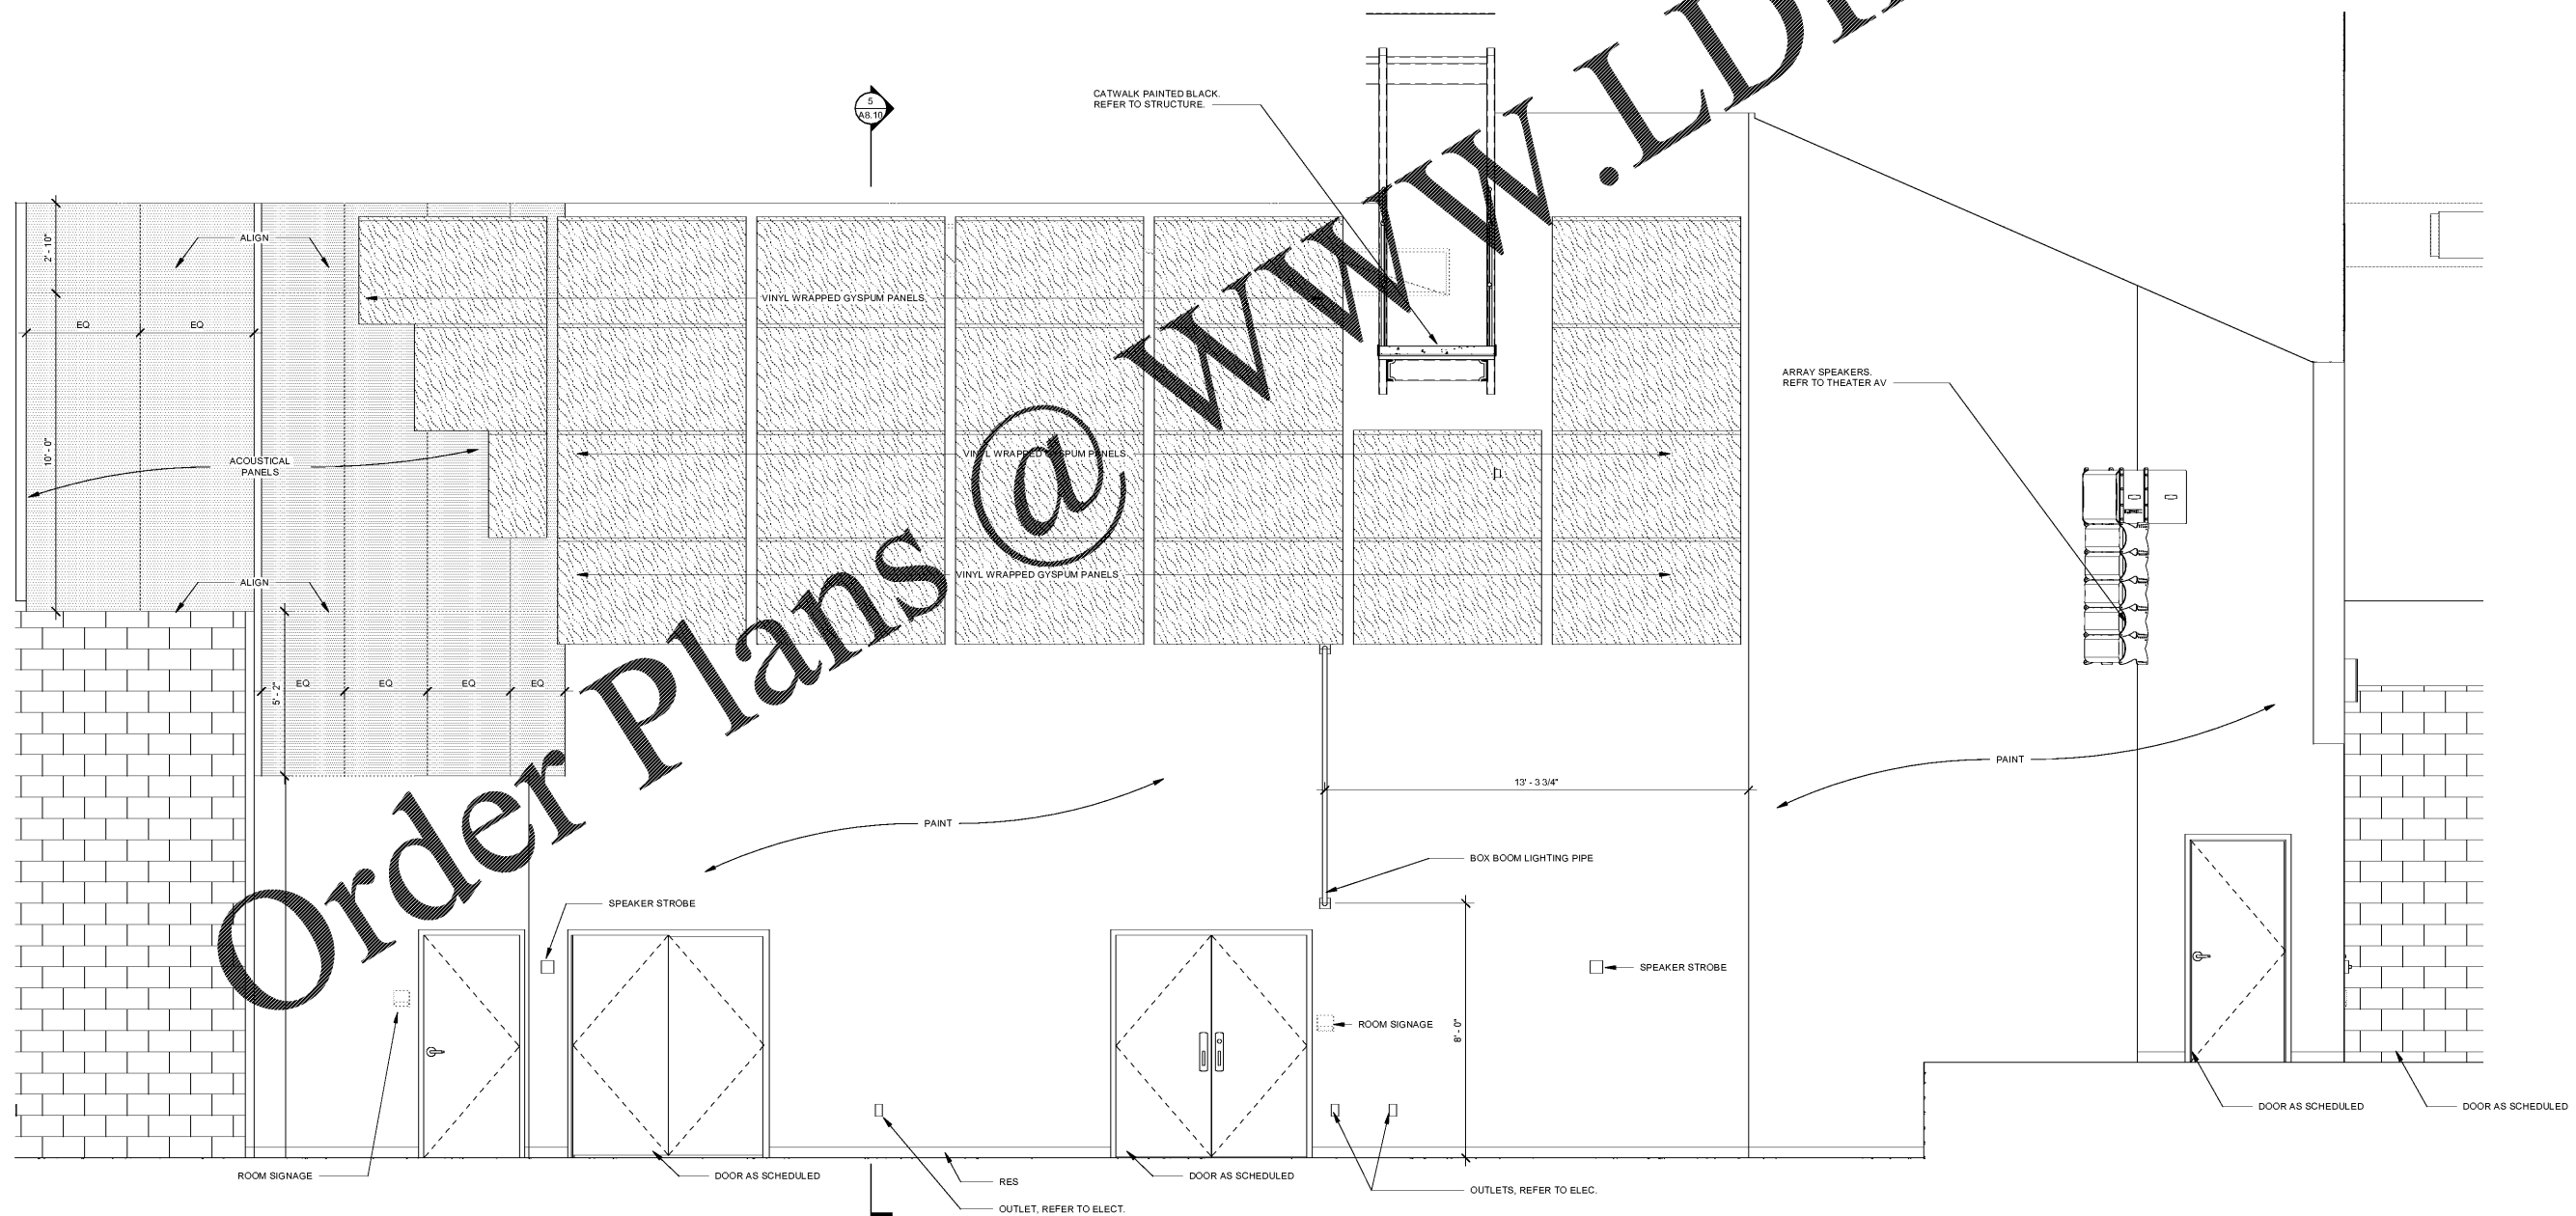 CATWALK PAINTED BLACK.
REFER TO STRUCTURE.
5
A8.10
2' - 10"
ALIGN
VINYL WRAPPED GYSPUM PANELS
EQ
EQ
ARRAY SPEAKERS.
REFR TO THEATER AV
10' - 0"
ACOUSTICAL
PANELS
VINYL WRAPPED GYSPUM PANELS
ALIGN
VINYL WRAPPED GYSPUM PANELS
5' - 2"
EQ
EQ
EQ
EQ
PAINT
13' - 3 3/4"
PAINT
BOX BOOM LIGHTING PIPE
SPEAKER STROBE
SPEAKER STROBE
ROOM SIGNAGE
8' - 0"
DOOR AS SCHEDULED
DOOR AS SCHEDULED
ROOM SIGNAGE
DOOR AS SCHEDULED
RES
DOOR AS SCHEDULED
OUTLETS, REFER TO ELEC.
OUTLET, REFER TO ELECT.
Order Plans @ www.LD